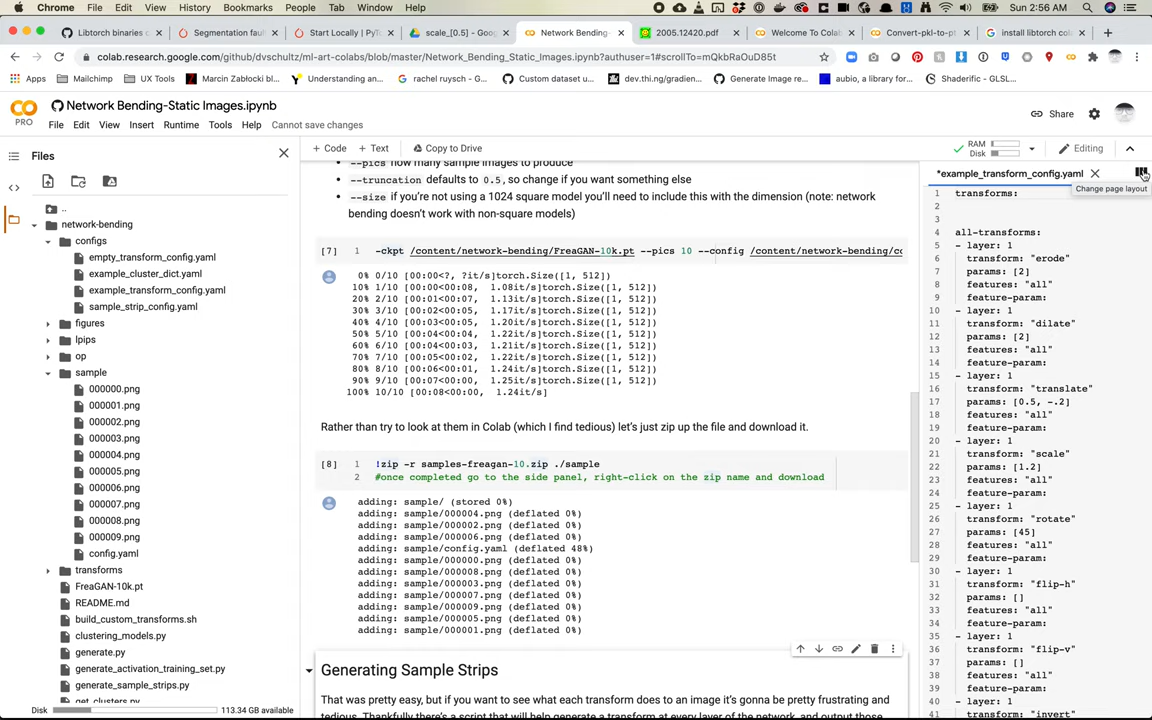 Chrome File Edit View History Bookmarks People Tab Window Help Sun 2:56 AM
Libtorch binaries Segmentation faul Start Locally | PyT scale_[0.5] - Goog Network Bending- 2005.12420.pdf Welcome To Colab Convert-pkl-to-p install libtorch col
colab.research.google.com/github/dvschultz/ml-art-colabs/blob/master/Network_Bending_Static_Images.ipynb?authuser=1#scrollTo=mQkbRaOuD85t
Apps Mailchimp UX Tools Marcin Zabłocki b... rachel ruysch - G... Custom dataset u... dev.thi.ng/gradien... Generate Image re... aubio, a library for... Shaderific - GLSL...
CO PRO
Network Bending-Static Images.ipynb
Share
File Edit View Insert Runtime Tools Help Cannot save changes
Files
+ Code + Text Copy to Drive
RAM
Disk
Editing
..
network-bending
configs
empty_transform_config.yaml
example_cluster_dict.yaml
example_transform_config.yaml
sample_strip_config.yaml
figures
lpips
op
sample
000000.png
000001.png
000002.png
000003.png
000004.png
000005.png
000006.png
000007.png
000008.png
000009.png
config.yaml
transforms
FreaGAN-10k.pt
README.md
build_custom_transforms.sh
clustering_models.py
generate.py
generate_activation_training_set.py
generate_sample_strips.py
get_clusters.py
Disk 113.34 GB available
• --pics how many sample images to produce
• --truncation defaults to 0.5, so change if you want something else
• --size if you're not using a 1024 square model you'll need to include this with the dimension (note: network
bending doesn't work with non-square models)
[7] 1 -ckpt /content/network-bending/FreaGAN-10k.pt --pics 10 --config /content/network-bending/co
0% 0/10 [00:00<?, ?it/s]torch.Size([1, 512])
10% 1/10 [00:00<00:08, 1.08it/s]torch.Size([1, 512])
20% 2/10 [00:01<00:07, 1.13it/s]torch.Size([1, 512])
30% 3/10 [00:02<00:05, 1.17it/s]torch.Size([1, 512])
40% 4/10 [00:03<00:05, 1.20it/s]torch.Size([1, 512])
50% 5/10 [00:04<00:04, 1.22it/s]torch.Size([1, 512])
60% 6/10 [00:04<00:03, 1.21it/s]torch.Size([1, 512])
70% 7/10 [00:05<00:02, 1.22it/s]torch.Size([1, 512])
80% 8/10 [00:06<00:01, 1.24it/s]torch.Size([1, 512])
90% 9/10 [00:07<00:00, 1.25it/s]torch.Size([1, 512])
100% 10/10 [00:08<00:00, 1.24it/s]
Rather than try to look at them in Colab (which I find tedious) let's just zip up the file and download it.
[8] 1 !zip -r samples-freagan-10.zip ./sample
2 #once completed go to the side panel, right-click on the zip name and download
adding: sample/ (stored 0%)
adding: sample/000004.png (deflated 0%)
adding: sample/000002.png (deflated 0%)
adding: sample/000006.png (deflated 0%)
adding: sample/config.yaml (deflated 48%)
adding: sample/000000.png (deflated 0%)
adding: sample/000008.png (deflated 0%)
adding: sample/000003.png (deflated 0%)
adding: sample/000007.png (deflated 0%)
adding: sample/000009.png (deflated 0%)
adding: sample/000005.png (deflated 0%)
adding: sample/000001.png (deflated 0%)
Generating Sample Strips
That was pretty easy, but if you want to see what each transform does to an image it's gonna be pretty frustrating and
tedious. Thankfully there's a script that will help generate a transform at every layer of the network, and output those
*example_transform_config.yaml
Change page layout
1 transforms:
2
3
4 all-transforms:
5 - layer: 1
6 transform: "erode"
7 params: [2]
8 features: "all"
9 feature-param:
10 - layer: 1
11 transform: "dilate"
12 params: [2]
13 features: "all"
14 feature-param:
15 - layer: 1
16 transform: "translate"
17 params: [0.5, -.2]
18 features: "all"
19 feature-param:
20 - layer: 1
21 transform: "scale"
22 params: [1.2]
23 features: "all"
24 feature-param:
25 - layer: 1
26 transform: "rotate"
27 params: [45]
28 features: "all"
29 feature-param:
30 - layer: 1
31 transform: "flip-h"
32 params: []
33 features: "all"
34 feature-param:
35 - layer: 1
36 transform: "flip-v"
37 params: []
38 features: "all"
39 feature-param:
40 - layer: 1
41 transform: "invert"